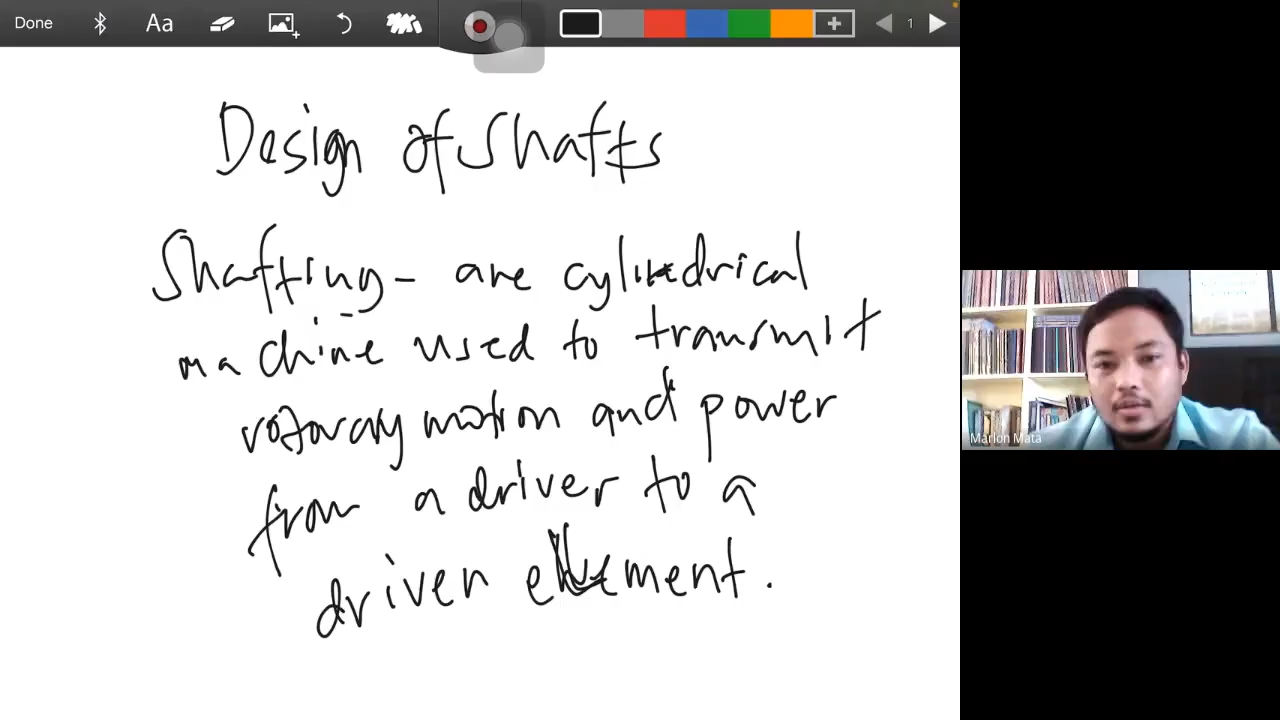 Done
Aa
1
Design of Shafts
Shafting - are cylindrical
machine used to transmit
rotoray motion and power
from a driver to a
driven element.
Marlon Mata